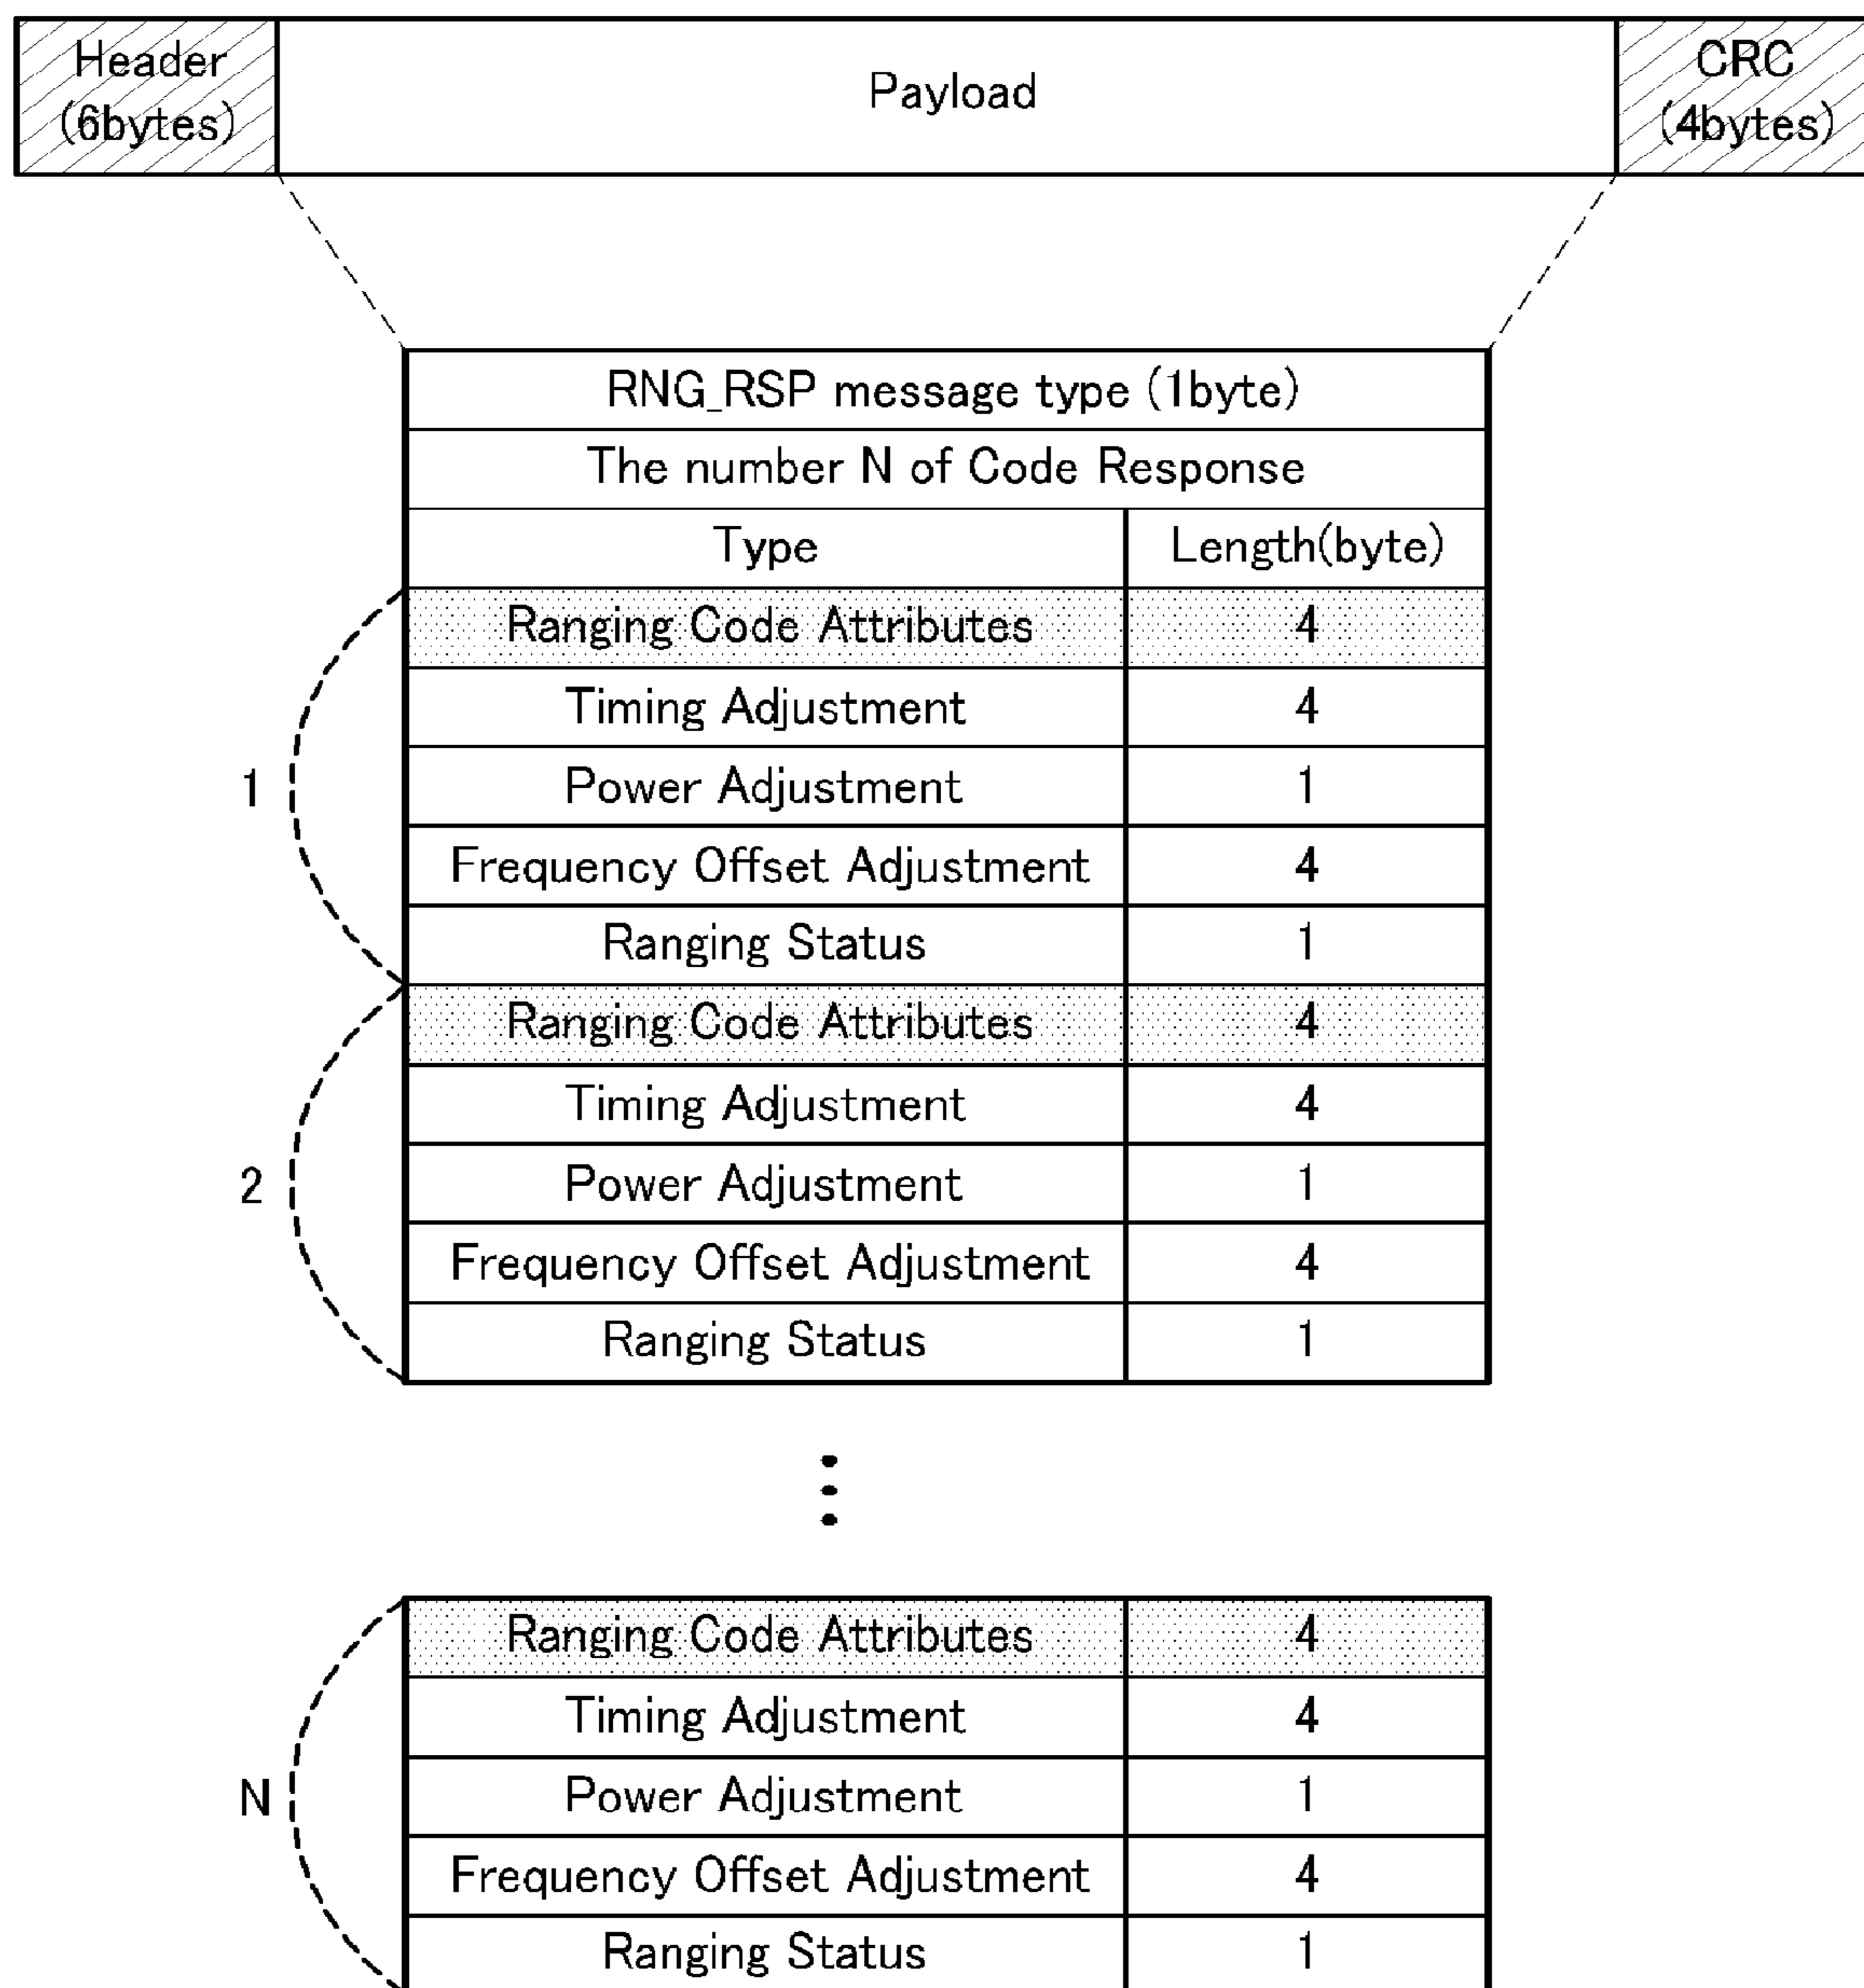 Header
(6bytes)
Payload
CRC
(4bytes)
RNG_RSP message type (1byte)
The number N of Code Response
Type Length(byte)
1
Ranging Code Attributes 4
Timing Adjustment 4
Power Adjustment 1
Frequency Offset Adjustment 4
Ranging Status 1
2
Ranging Code Attributes 4
Timing Adjustment 4
Power Adjustment 1
Frequency Offset Adjustment 4
Ranging Status 1
N
Ranging Code Attributes 4
Timing Adjustment 4
Power Adjustment 1
Frequency Offset Adjustment 4
Ranging Status 1